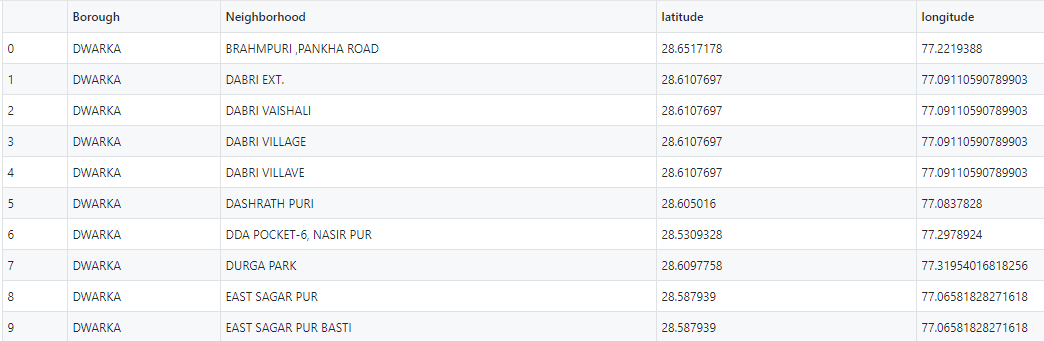 Borough Neighborhood latitude longitude
0 DWARKA BRAHMPURI ,PANKHA ROAD 28.6517178 77.2219388
1 DWARKA DABRI EXT. 28.6107697 77.09110590789903
2 DWARKA DABRI VAISHALI 28.6107697 77.09110590789903
3 DWARKA DABRI VILLAGE 28.6107697 77.09110590789903
4 DWARKA DABRI VILLAVE 28.6107697 77.09110590789903
5 DWARKA DASHRATH PURI 28.605016 77.0837828
6 DWARKA DDA POCKET-6, NASIR PUR 28.5309328 77.2978924
7 DWARKA DURGA PARK 28.6097758 77.31954016818256
8 DWARKA EAST SAGAR PUR 28.587939 77.06581828271618
9 DWARKA EAST SAGAR PUR BASTI 28.587939 77.06581828271618